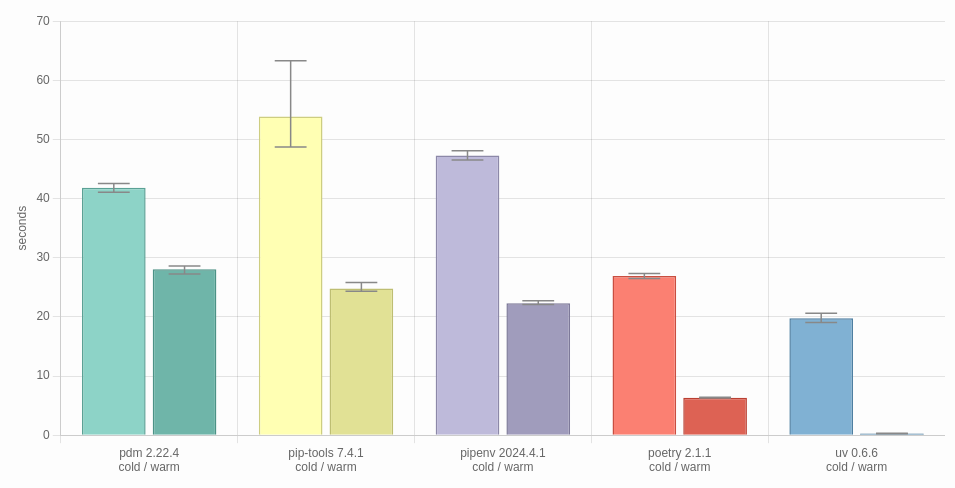 70
60
50
40
30
20
10
0
seconds
pdm 2.22.4
cold / warm
pip-tools 7.4.1
cold / warm
pipenv 2024.4.1
cold / warm
poetry 2.1.1
cold / warm
uv 0.6.6
cold / warm